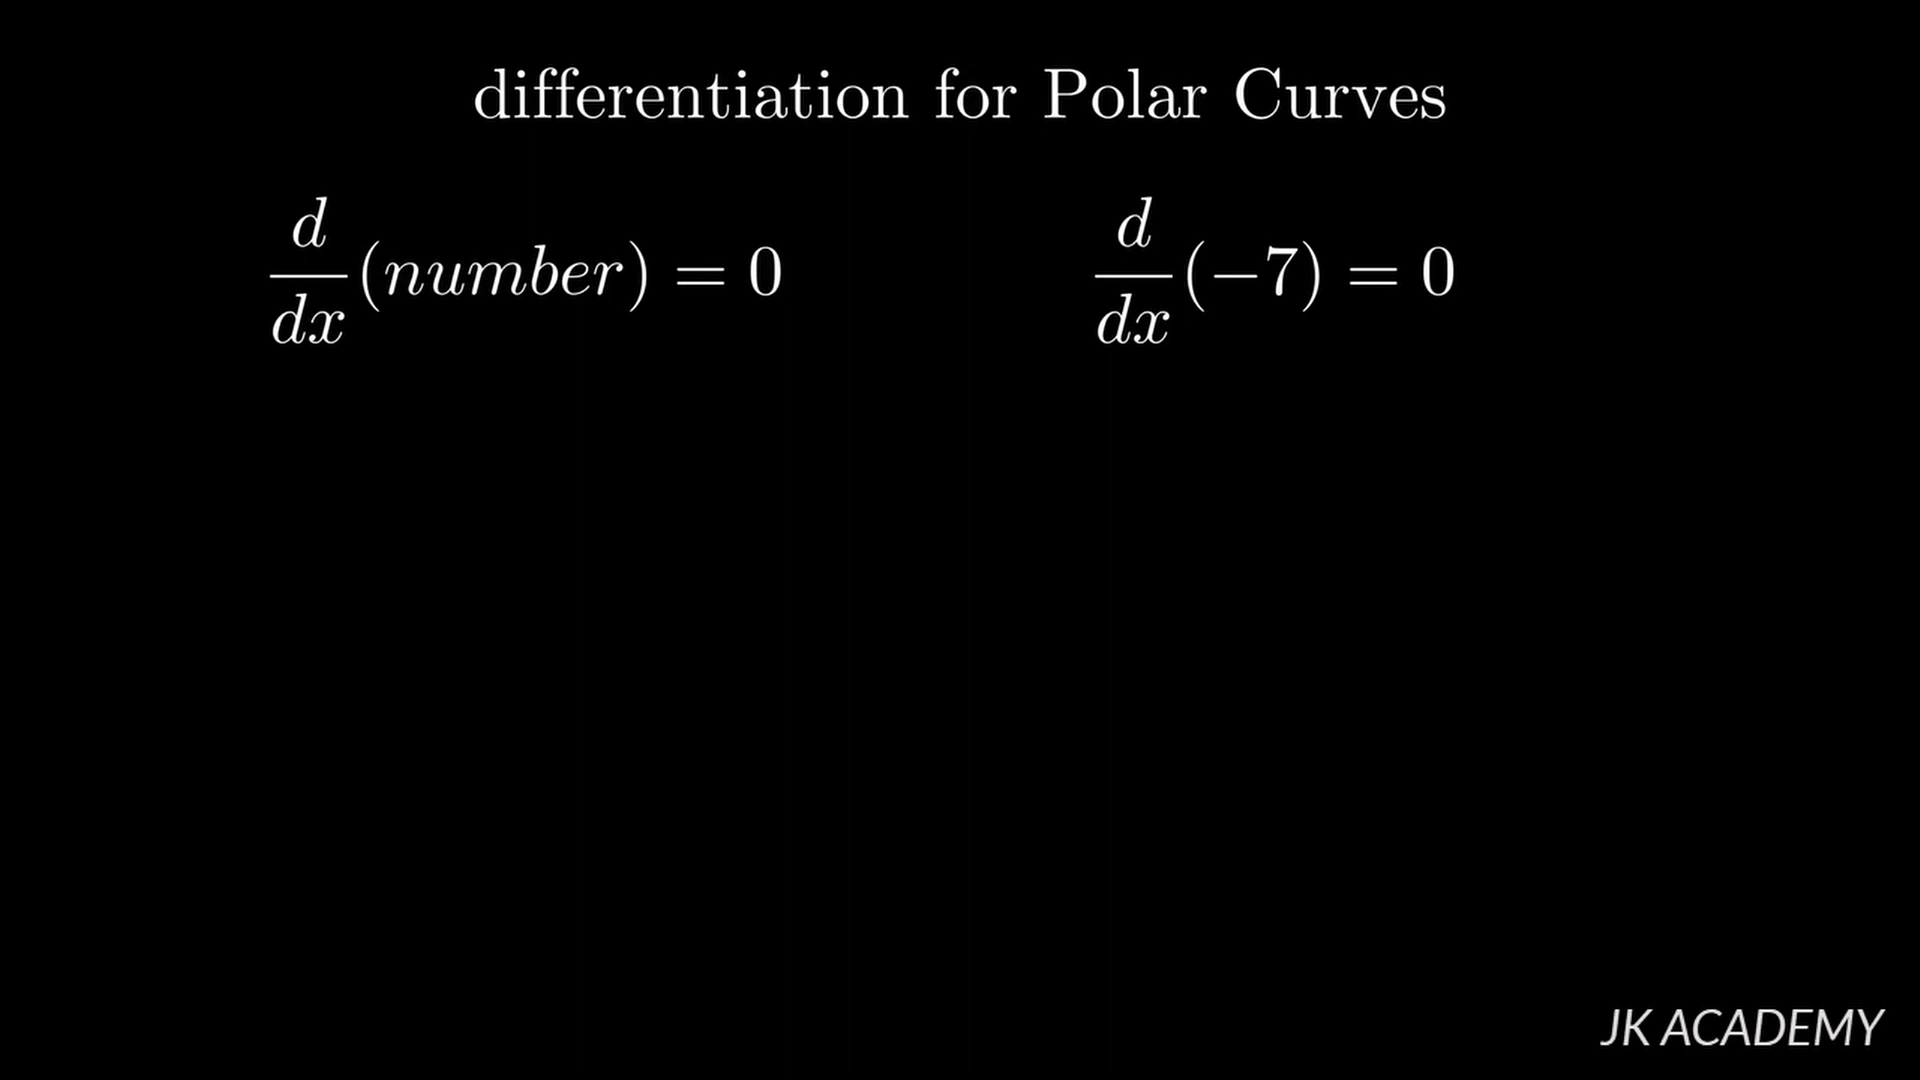 differentiation for Polar Curves
d/dx (number) = 0
d/dx (−7) = 0
JK ACADEMY